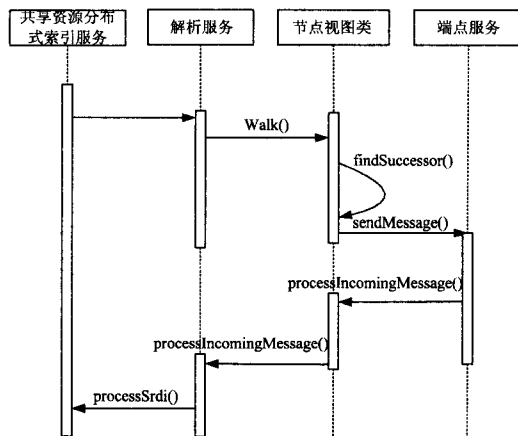 共享资源分布
式索引服务
解析服务
节点视图类
端点服务
Walk()
findSuccessor()
sendMessage()
processIncomingMessage()
processIncomingMessage()
processSrdi()